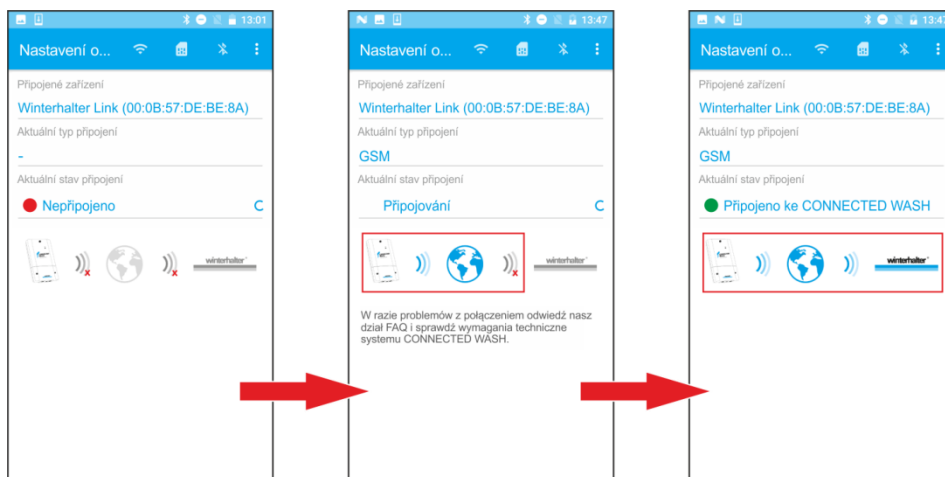 13:01
Nastavení o...
Připojené zařízení
Winterhalter Link (00:0B:57:DE:BE:8A)
Aktuální typ připojení
-
Aktuální stav připojení
Nepřipojeno
winterhalter
13:47
Nastavení o...
Připojené zařízení
Winterhalter Link (00:0B:57:DE:BE:8A)
Aktuální typ připojení
GSM
Aktuální stav připojení
Připojování
winterhalter
W razie problemów z połączeniem odwiedź nasz
dział FAQ i sprawdź wymagania techniczne
systemu CONNECTED WASH.
13:47
Nastavení o...
Připojené zařízení
Winterhalter Link (00:0B:57:DE:BE:8A)
Aktuální typ připojení
GSM
Aktuální stav připojení
Připojeno ke CONNECTED WASH
winterhalter